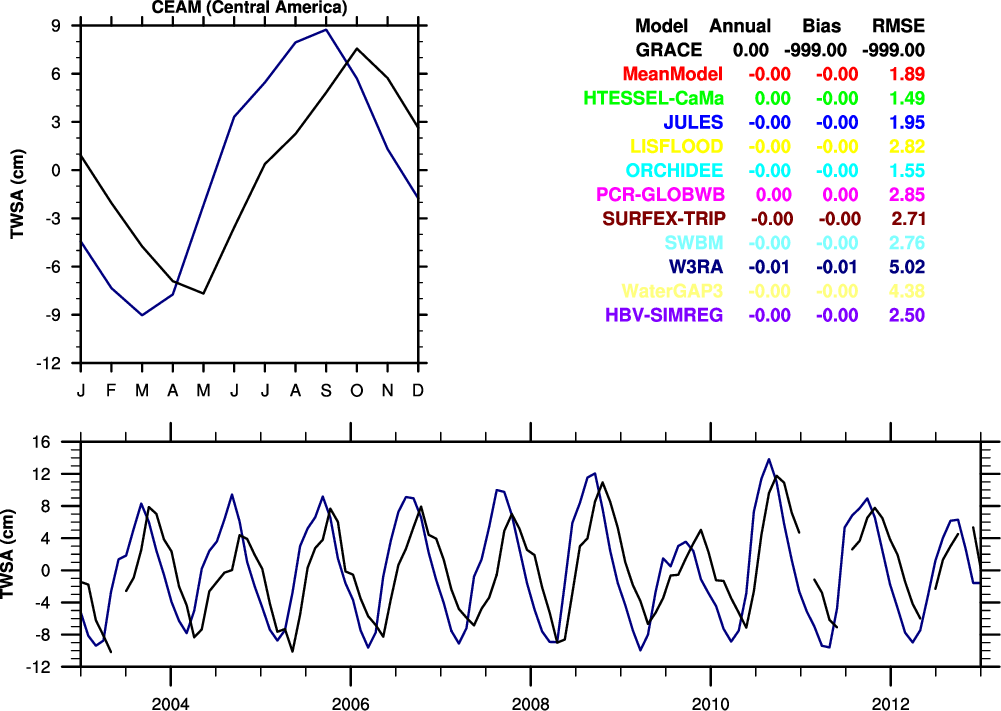 CEAM (Central America)
9
6
3
0
-3
-6
-9
-12
TWSA (cm)
J F M A M J J A S O N D
Model Annual Bias RMSE
GRACE 0.00 -999.00 -999.00
MeanModel -0.00 -0.00 1.89
HTESSEL-CaMa 0.00 -0.00 1.49
JULES -0.00 -0.00 1.95
LISFLOOD -0.00 -0.00 2.82
ORCHIDEE -0.00 -0.00 1.55
PCR-GLOBWB 0.00 0.00 2.85
SURFEX-TRIP -0.00 -0.00 2.71
SWBM -0.00 -0.00 2.76
W3RA -0.01 -0.01 5.02
WaterGAP3 -0.00 -0.00 4.38
HBV-SIMREG -0.00 -0.00 2.50
16
12
8
4
0
-4
-8
-12
TWSA (cm)
2004 2006 2008 2010 2012